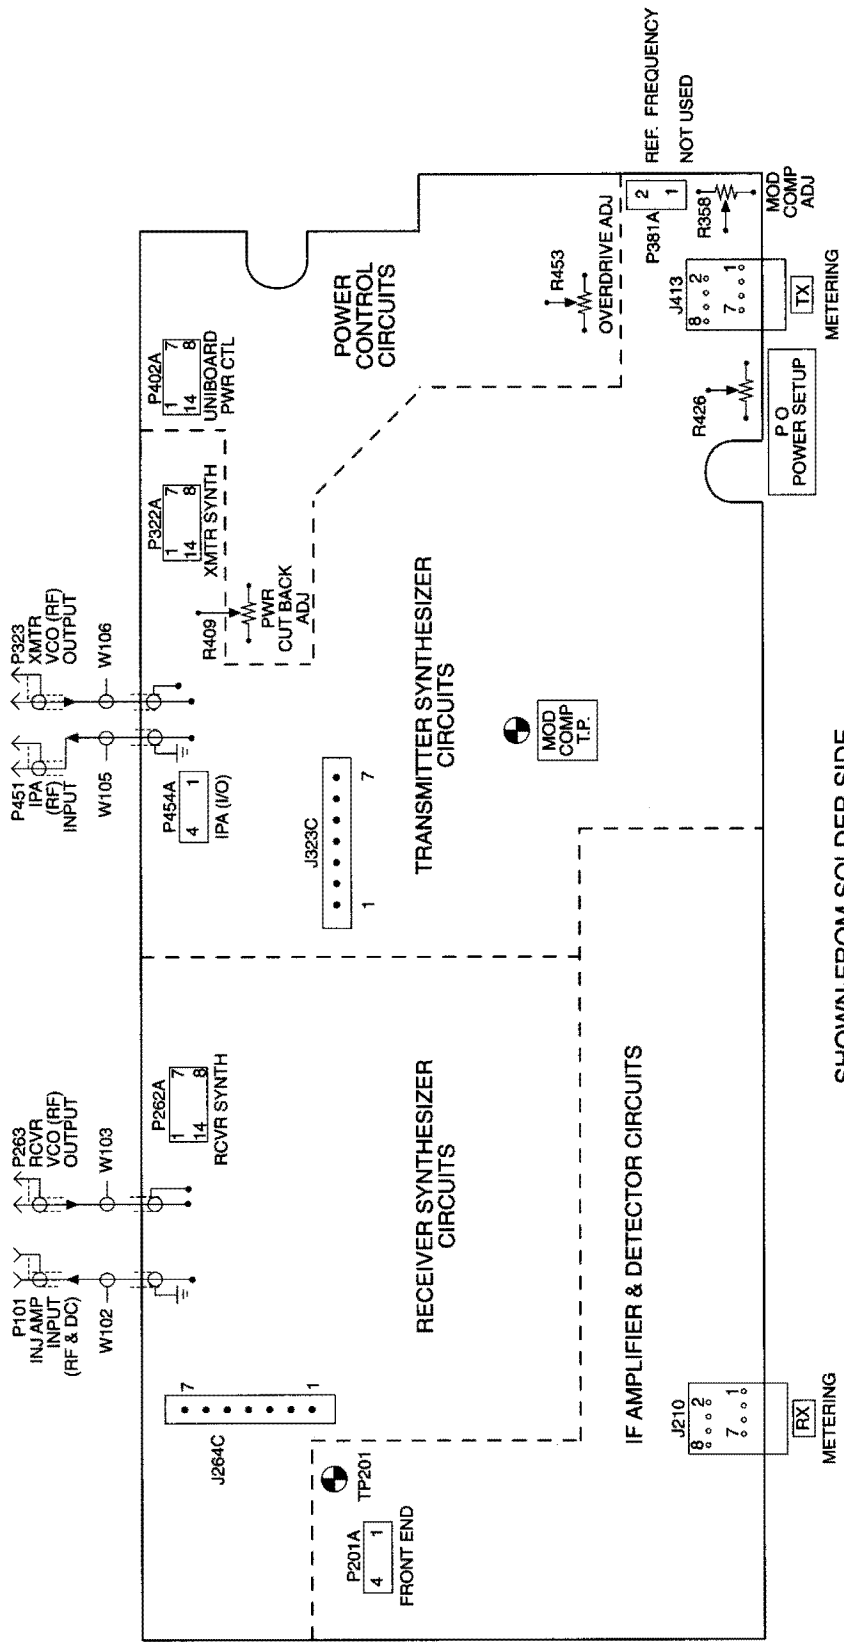 P101
INJ AMP
INPUT
(RF & DC)
W102
P263
RCVR
VCO (RF)
OUTPUT
W103
P451
IPA
(RF)
INPUT
W105
P323
XMTR
VCO (RF)
OUTPUT
W106
J264C
7
1
P262A
1 7
14 8
RCVR SYNTH
P454A
4 1
IPA (I/O)
P322A
1 7
14 8
XMTR SYNTH
P402A
1 7
14 8
UNIBOARD
PWR CTL
R409
PWR
CUT BACK
ADJ
POWER
CONTROL
CIRCUITS
P201A
4 1
FRONT END
TP201
J323C
1 7
RECEIVER SYNTHESIZER
CIRCUITS
TRANSMITTER SYNTHESIZER
CIRCUITS
MOD
COMP
T.P.
R453
OVERDRIVE ADJ
REF. FREQUENCY
NOT USED
P381A
2
1
R358
MOD
COMP
ADJ
IF AMPLIFIER & DETECTOR CIRCUITS
J210
8 2
7 1
RX
METERING
R426
P O
POWER SETUP
J413
8 2
7 1
TX
METERING
SHOWN FROM SOLDER SIDE